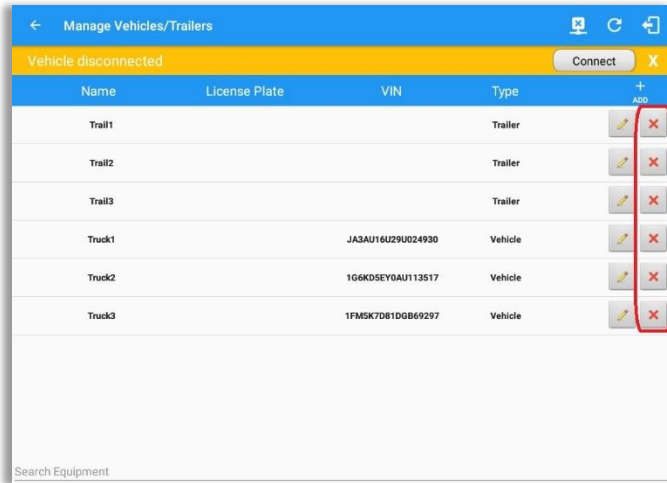 Manage Vehicles/Trailers
Vehicle disconnected Connect X
Name License Plate VIN Type + ADD
Trail1 Trailer
Trail2 Trailer
Trail3 Trailer
Truck1 JA3AU16U29U024930 Vehicle
Truck2 1G6KD5EY0AU113517 Vehicle
Truck3 1FM5K7D81DGB69297 Vehicle
Search Equipment